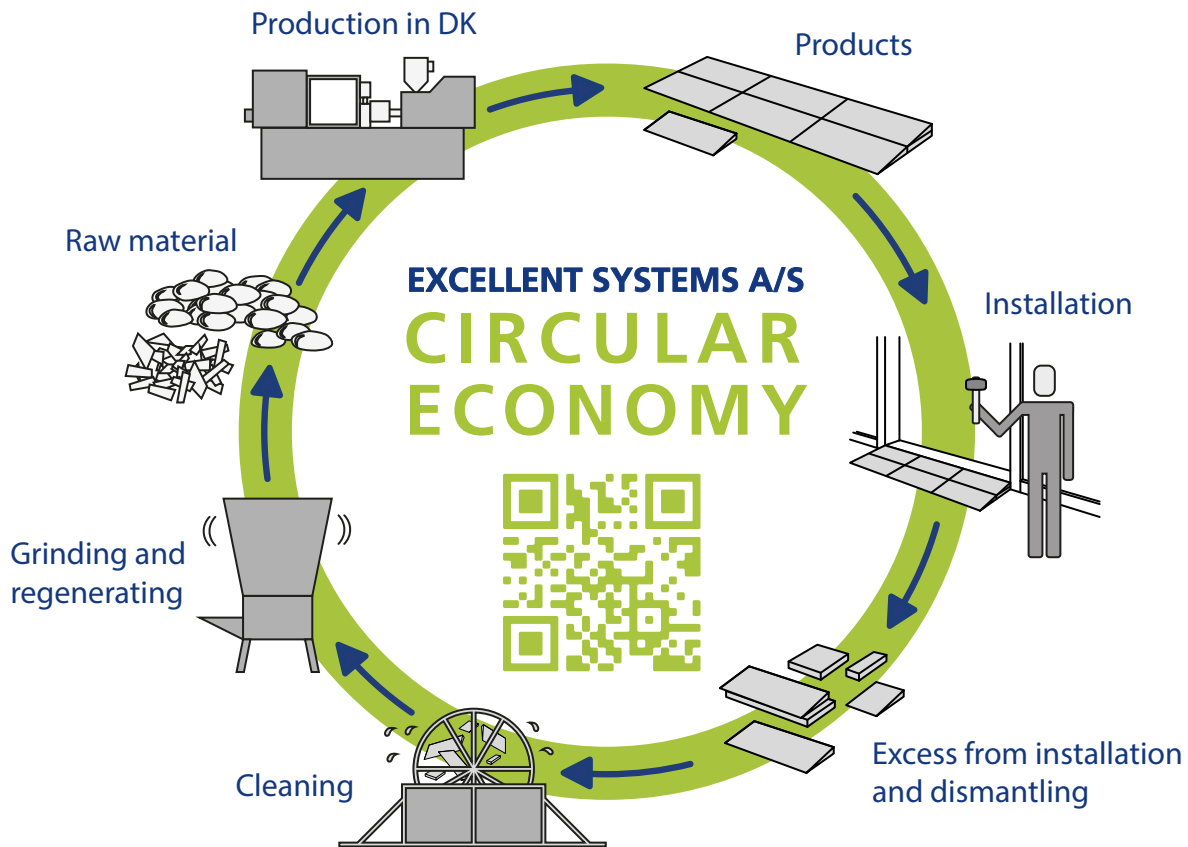 Production in DK
Products
Raw material
EXCELLENT SYSTEMS A/S
CIRCULAR
ECONOMY
Installation
Grinding and
regenerating
Cleaning
Excess from installation
and dismantling